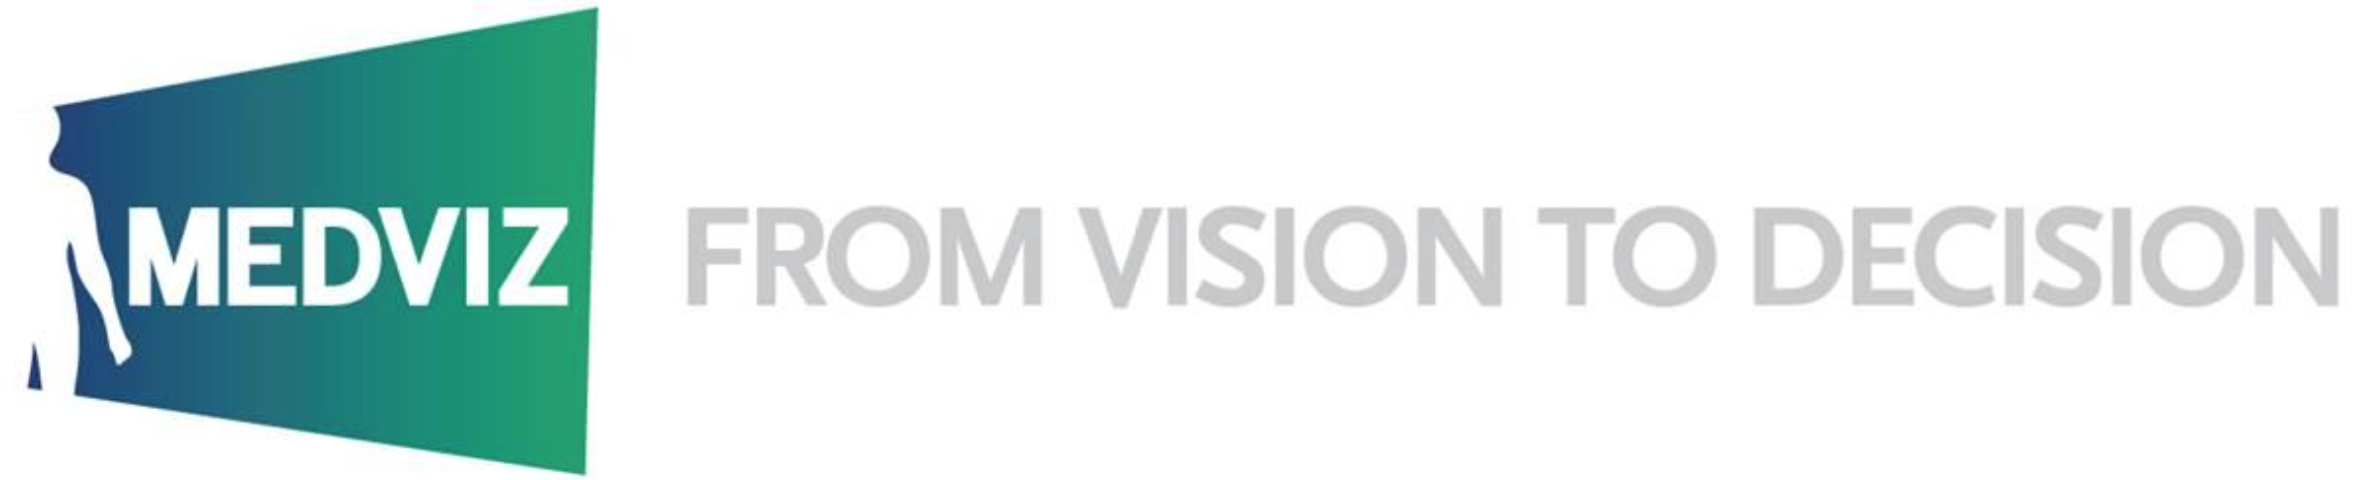 MEDVIZ
FROM VISION TO DECISION